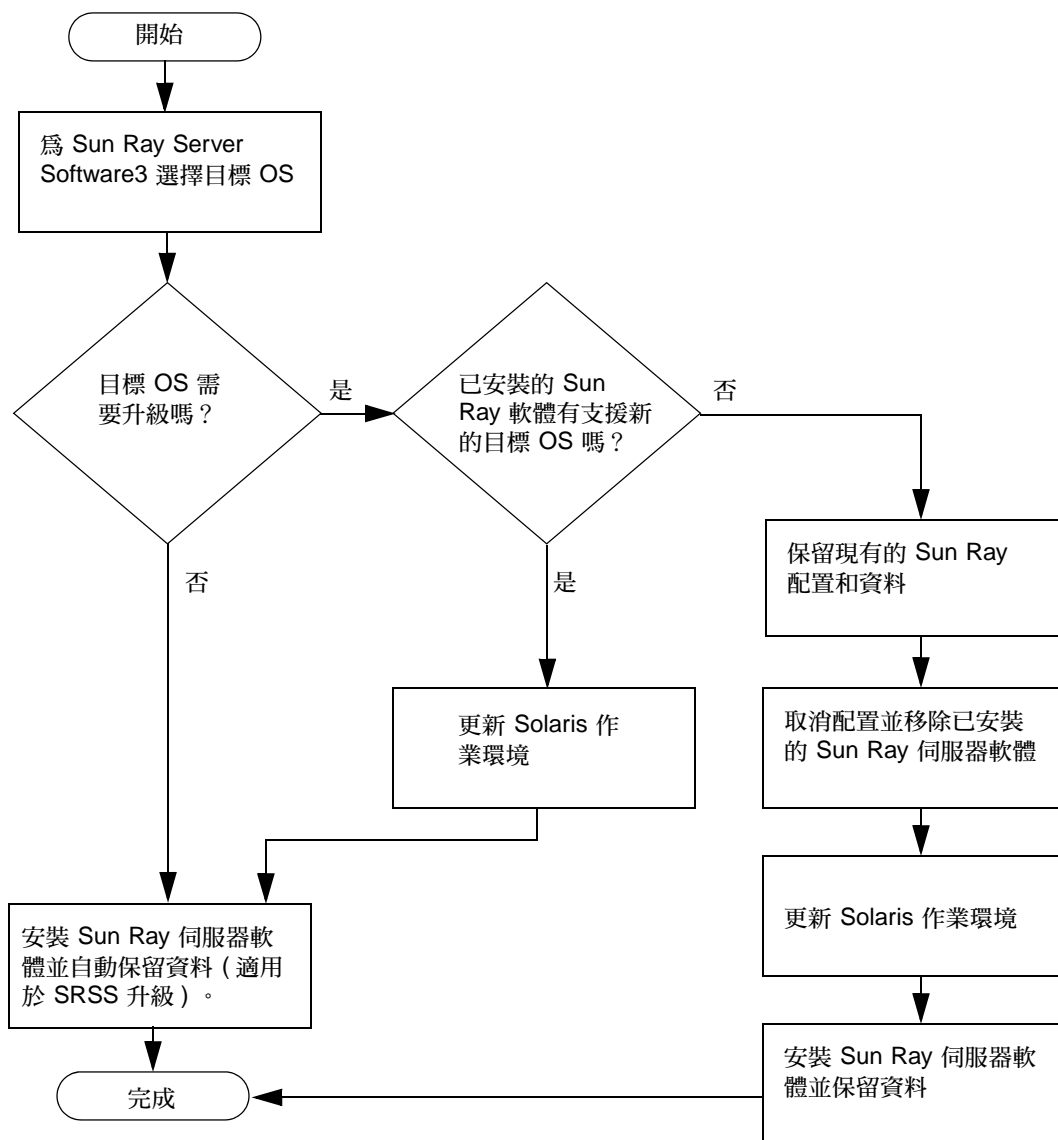 開始
爲 Sun Ray Server
Software3 選擇目標 OS
目標 OS 需
要升級嗎？
是
已安裝的 Sun
Ray 軟體有支援新
的目標 OS 嗎？
否
否
是
保留現有的 Sun Ray
配置和資料
更新 Solaris 作
業環境
取消配置並移除已安裝
的 Sun Ray 伺服器軟體
更新 Solaris 作業環境
安裝 Sun Ray 伺服器軟
體並自動保留資料 ( 適用
於 SRSS 升級 ) 。
安裝 Sun Ray 伺服器軟
體並保留資料
完成